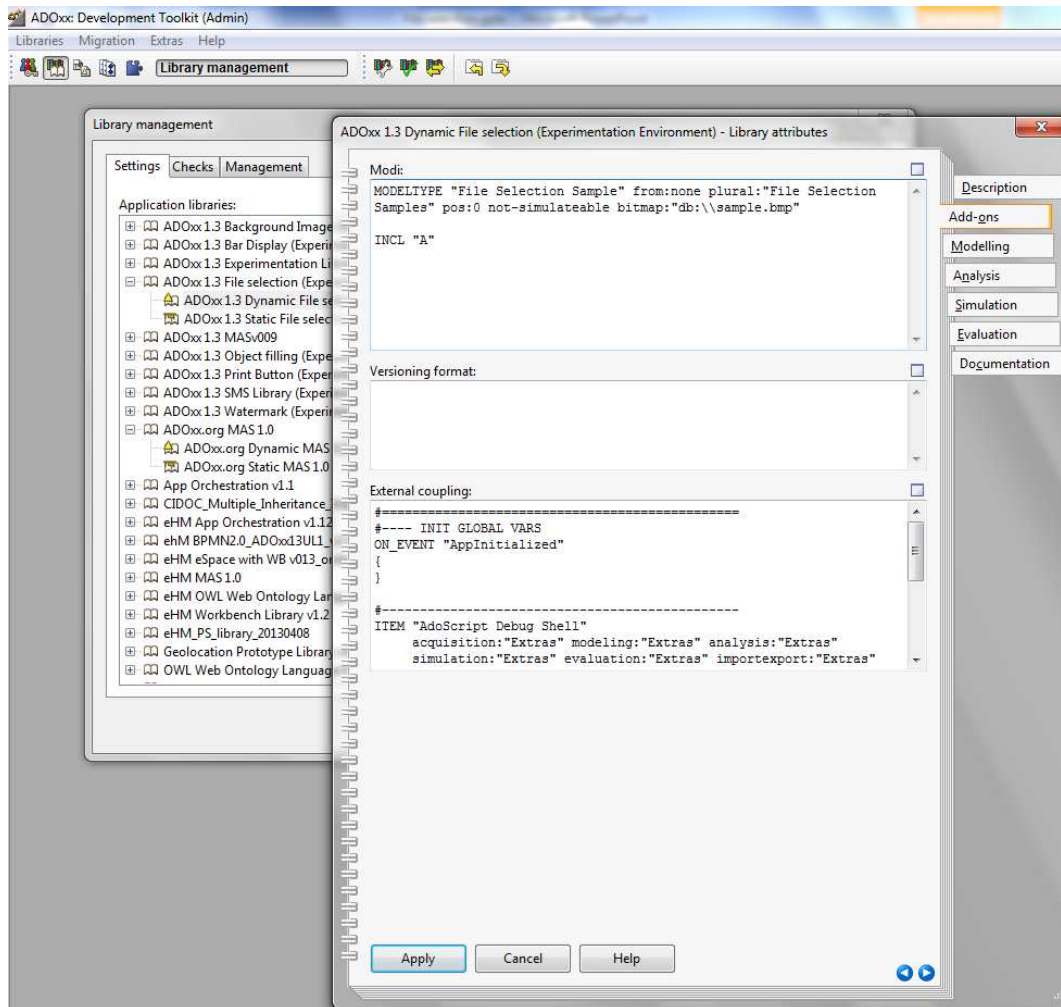 ADOxx: Development Toolkit (Admin)
Libraries Migration Extras Help
Library management
Library management
Settings Checks Management
Application libraries:
ADOxx 1.3 Background Image
ADOxx 1.3 Bar Display (Experi
ADOxx 1.3 Experimentation Li
ADOxx 1.3 File selection (Expe
ADOxx 1.3 Dynamic File se
ADOxx 1.3 Static File selec
ADOxx 1.3 MASv009
ADOxx 1.3 Object filling (Expe
ADOxx 1.3 Print Button (Exper
ADOxx 1.3 SMS Library (Experi
ADOxx 1.3 Watermark (Experi
ADOxx.org MAS 1.0
ADOxx.org Dynamic MAS
ADOxx.org Static MAS 1.0
App Orchestration v1.1
CIDOC_Multiple_Inheritance_
eHM App Orchestration v1.12
ehM BPMN2.0_ADOxx13UL1_
eHM eSpace with WB v013_or
eHM MAS 1.0
eHM OWL Web Ontology Lan
eHM Workbench Library v1.2
eHM_PS_library_20130408
Geolocation Prototype Library
OWL Web Ontology Languag
ADOxx 1.3 Dynamic File selection (Experimentation Environment) - Library attributes
Modi:
MODELTYPE "File Selection Sample" from:none plural:"File Selection
Samples" pos:0 not-simulateable bitmap:"db:\\sample.bmp"
INCL "A"
Versioning format:
External coupling:
#================================================
#---- INIT GLOBAL VARS
ON_EVENT "AppInitialized"
{
}
#------------------------------------------------
ITEM "AdoScript Debug Shell"
acquisition:"Extras" modeling:"Extras" analysis:"Extras"
simulation:"Extras" evaluation:"Extras" importexport:"Extras"
Apply Cancel Help
Description
Add-ons
Modelling
Analysis
Simulation
Evaluation
Documentation